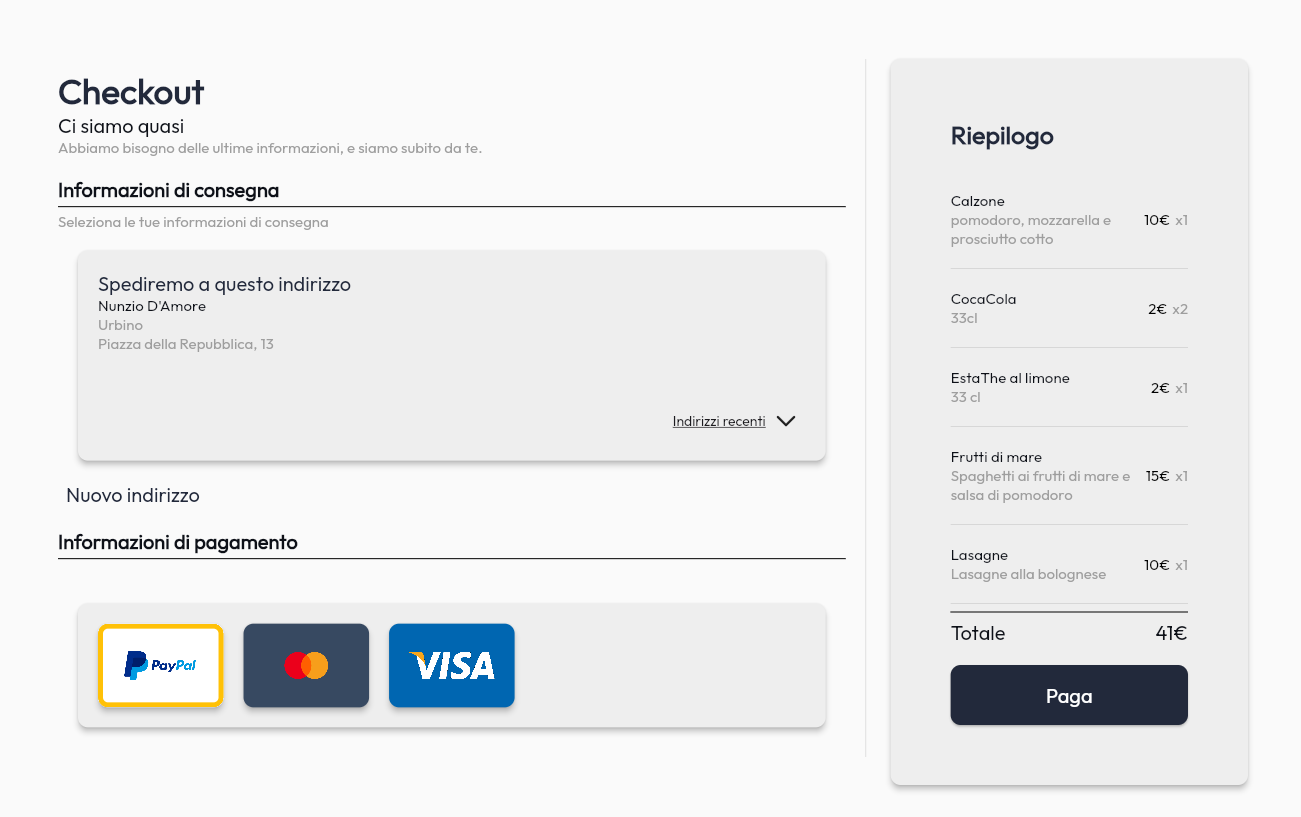 Checkout
Ci siamo quasi
Abbiamo bisogno delle ultime informazioni, e siamo subito da te.
Informazioni di consegna
Seleziona le tue informazioni di consegna
Spediremo a questo indirizzo
Nunzio D'Amore
Urbino
Piazza della Repubblica, 13
Indirizzi recenti
Nuovo indirizzo
Informazioni di pagamento
PayPal
VISA
Riepilogo
Calzone
pomodoro, mozzarella e
prosciutto cotto
10€ x1
CocaCola
33cl
2€ x2
EstaThe al limone
33 cl
2€ x1
Frutti di mare
Spaghetti ai frutti di mare e
salsa di pomodoro
15€ x1
Lasagne
Lasagne alla bolognese
10€ x1
Totale 41€
Paga